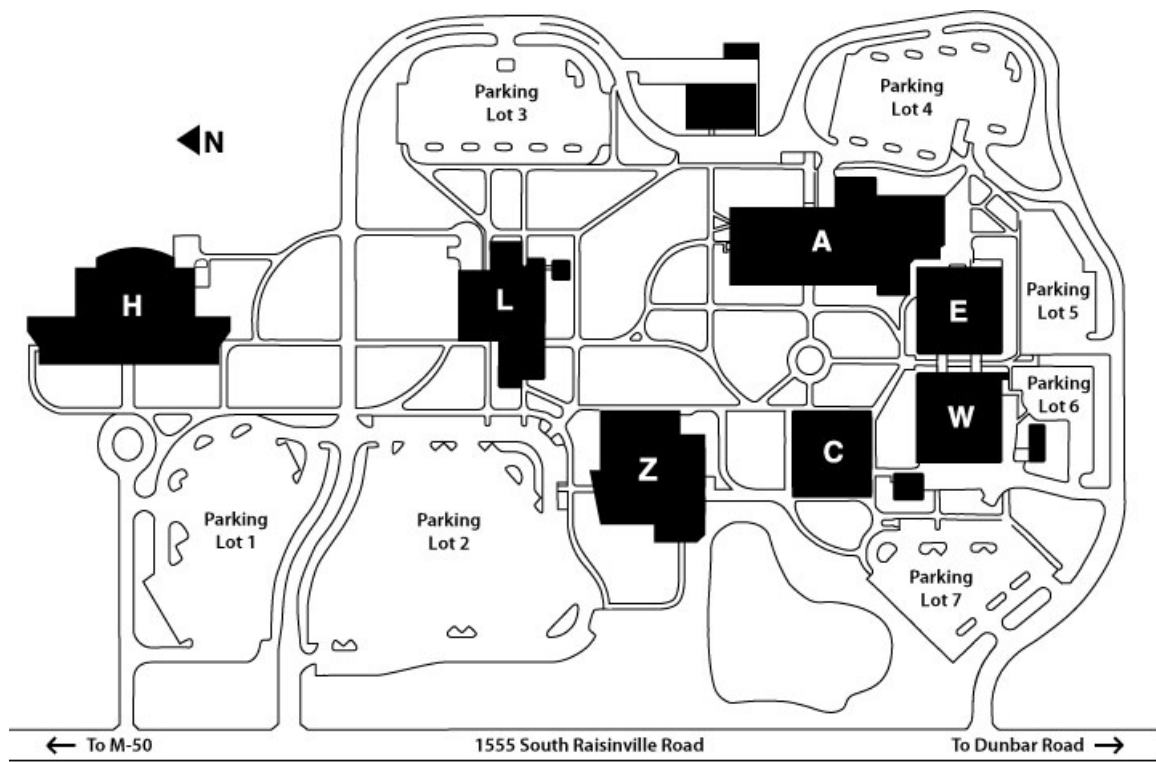 Parking
Lot 3
Parking
Lot 4
N
A
H
L
E
Parking
Lot 5
Parking
Lot 6
W
C
Z
Parking
Lot 1
Parking
Lot 2
Parking
Lot 7
To M-50
1555 South Raisinville Road
To Dunbar Road